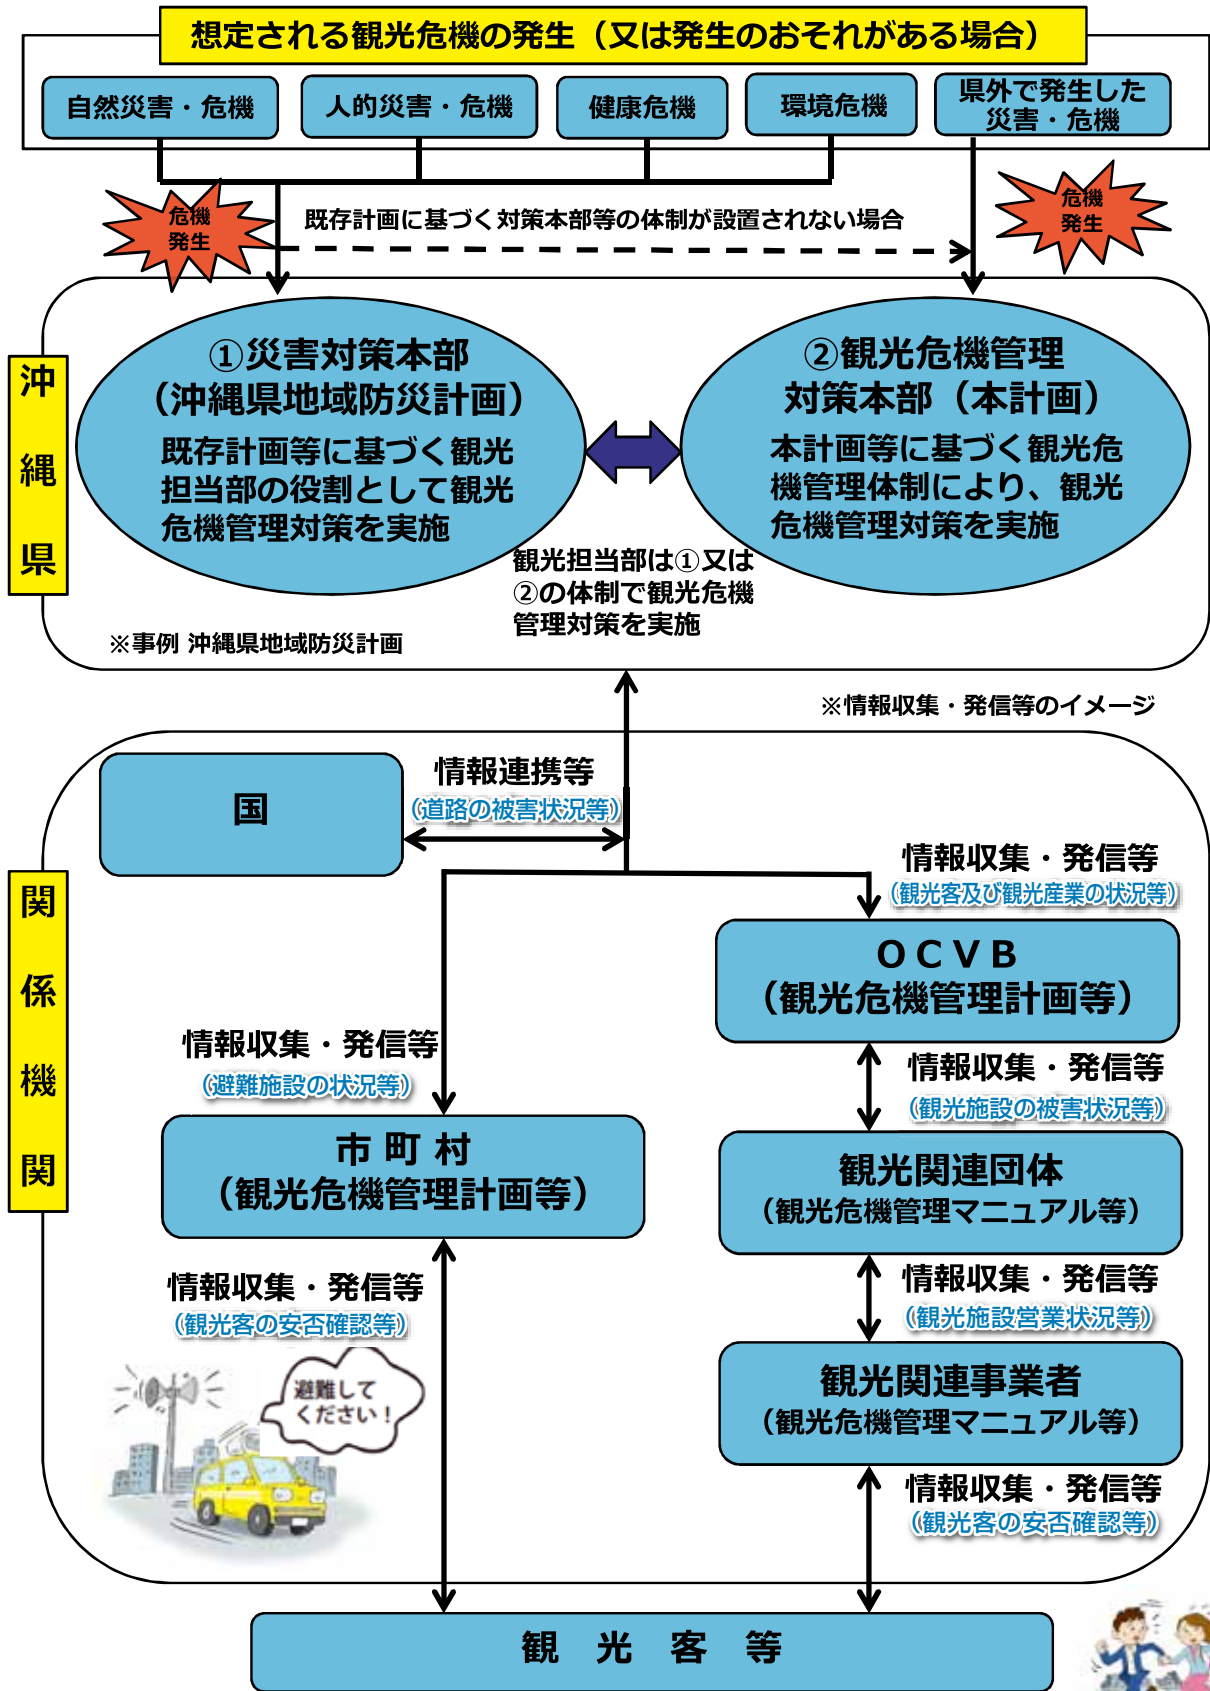 想定される観光危機の発生（又は発生のおそれがある場合）
自然災害・危機
人的災害・危機
健康危機
環境危機
県外で発生した
災害・危機
危機
発生
既存計画に基づく対策本部等の体制が設置されない場合
危機
発生
沖縄県
①災害対策本部
（沖縄県地域防災計画）
既存計画等に基づく観光
担当部の役割として観光
危機管理対策を実施
②観光危機管理
対策本部（本計画）
本計画等に基づく観光危
機管理体制により、観光
危機管理対策を実施
観光担当部は①又は
②の体制で観光危機
管理対策を実施
※事例 沖縄県地域防災計画
※情報収集・発信等のイメージ
関係機関
国
情報連携等
（道路の被害状況等）
情報収集・発信等
（観光客及び観光産業の状況等）
ＯＣＶＢ
（観光危機管理計画等）
情報収集・発信等
（避難施設の状況等）
情報収集・発信等
（観光施設の被害状況等）
市町村
（観光危機管理計画等）
観光関連団体
（観光危機管理マニュアル等）
情報収集・発信等
（観光客の安否確認等）
情報収集・発信等
（観光施設営業状況等）
避難して
ください！
観光関連事業者
（観光危機管理マニュアル等）
情報収集・発信等
（観光客の安否確認等）
観光客等